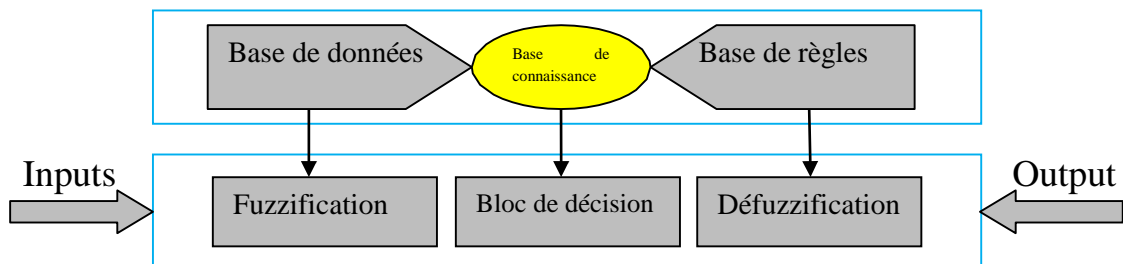 Base de données
Base de
connaissance
Base de règles
Inputs
Output
Fuzzification
Bloc de décision
Défuzzification